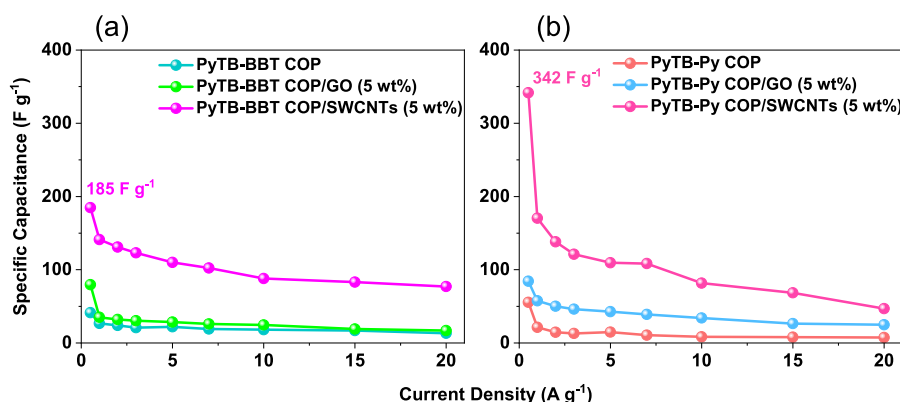 (a)
(b)
Specific Capacitance (F g⁻¹)
400
300
200
100
0
PyTB-BBT COP
PyTB-BBT COP/GO (5 wt%)
PyTB-BBT COP/SWCNTs (5 wt%)
185 F g⁻¹
0
5
10
15
20
400
300
200
100
0
342 F g⁻¹
PyTB-Py COP
PyTB-Py COP/GO (5 wt%)
PyTB-Py COP/SWCNTs (5 wt%)
0
5
10
15
20
Current Density (A g⁻¹)